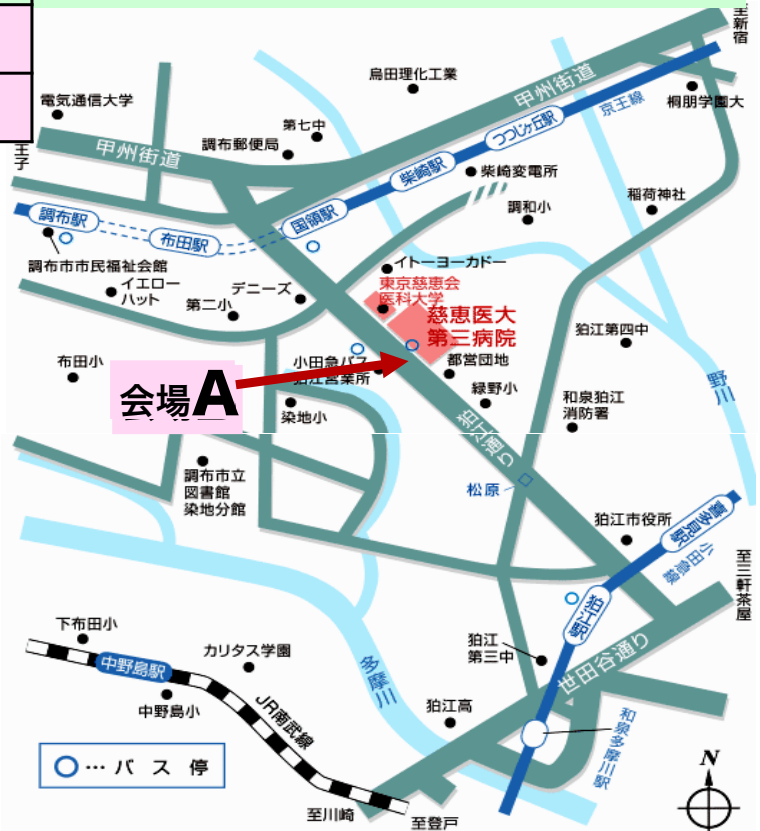 至新宿
烏田理化工業
甲州街道
京王線
桐朋学園大
電気通信大学
第七中
調布郵便局
つつじヶ丘駅
王子
甲州街道
柴崎駅
柴崎変電所
稲荷神社
調布駅
布田駅
国領駅
調和小
調布市市民福祉会館
イトーヨーカドー
イエロー
ハット
デニーズ
第二小
東京慈恵会
医科大学
慈恵医大
第三病院
狛江第四中
布田小
小田急バス
狛江営業所
都営団地
野川
会場A
緑野小
和泉狛江
消防署
染地小
狛江通り
調布市立
図書館
染地分館
松原
狛江市役所
喜多見駅
小田急線
至三軒茶屋
狛江駅
下布田小
カリタス学園
狛江
第三中
世田谷通り
中野島駅
多摩川
中野島小
JR南武線
狛江高
和泉多摩川駅
…バス停
N
至川崎
至登戸